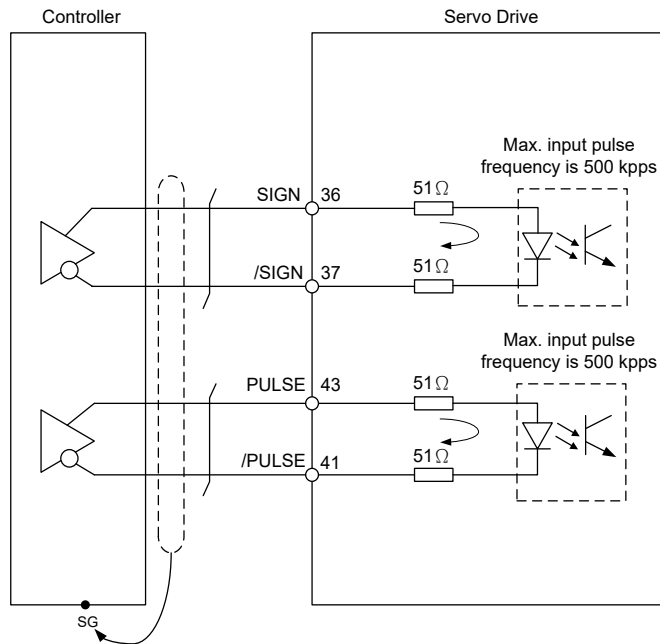 Controller
Servo Drive
Max. input pulse
frequency is 500 kpps
SIGN
36
51Ω
/SIGN
37
51Ω
Max. input pulse
frequency is 500 kpps
PULSE
43
51Ω
/PULSE
41
51Ω
SG